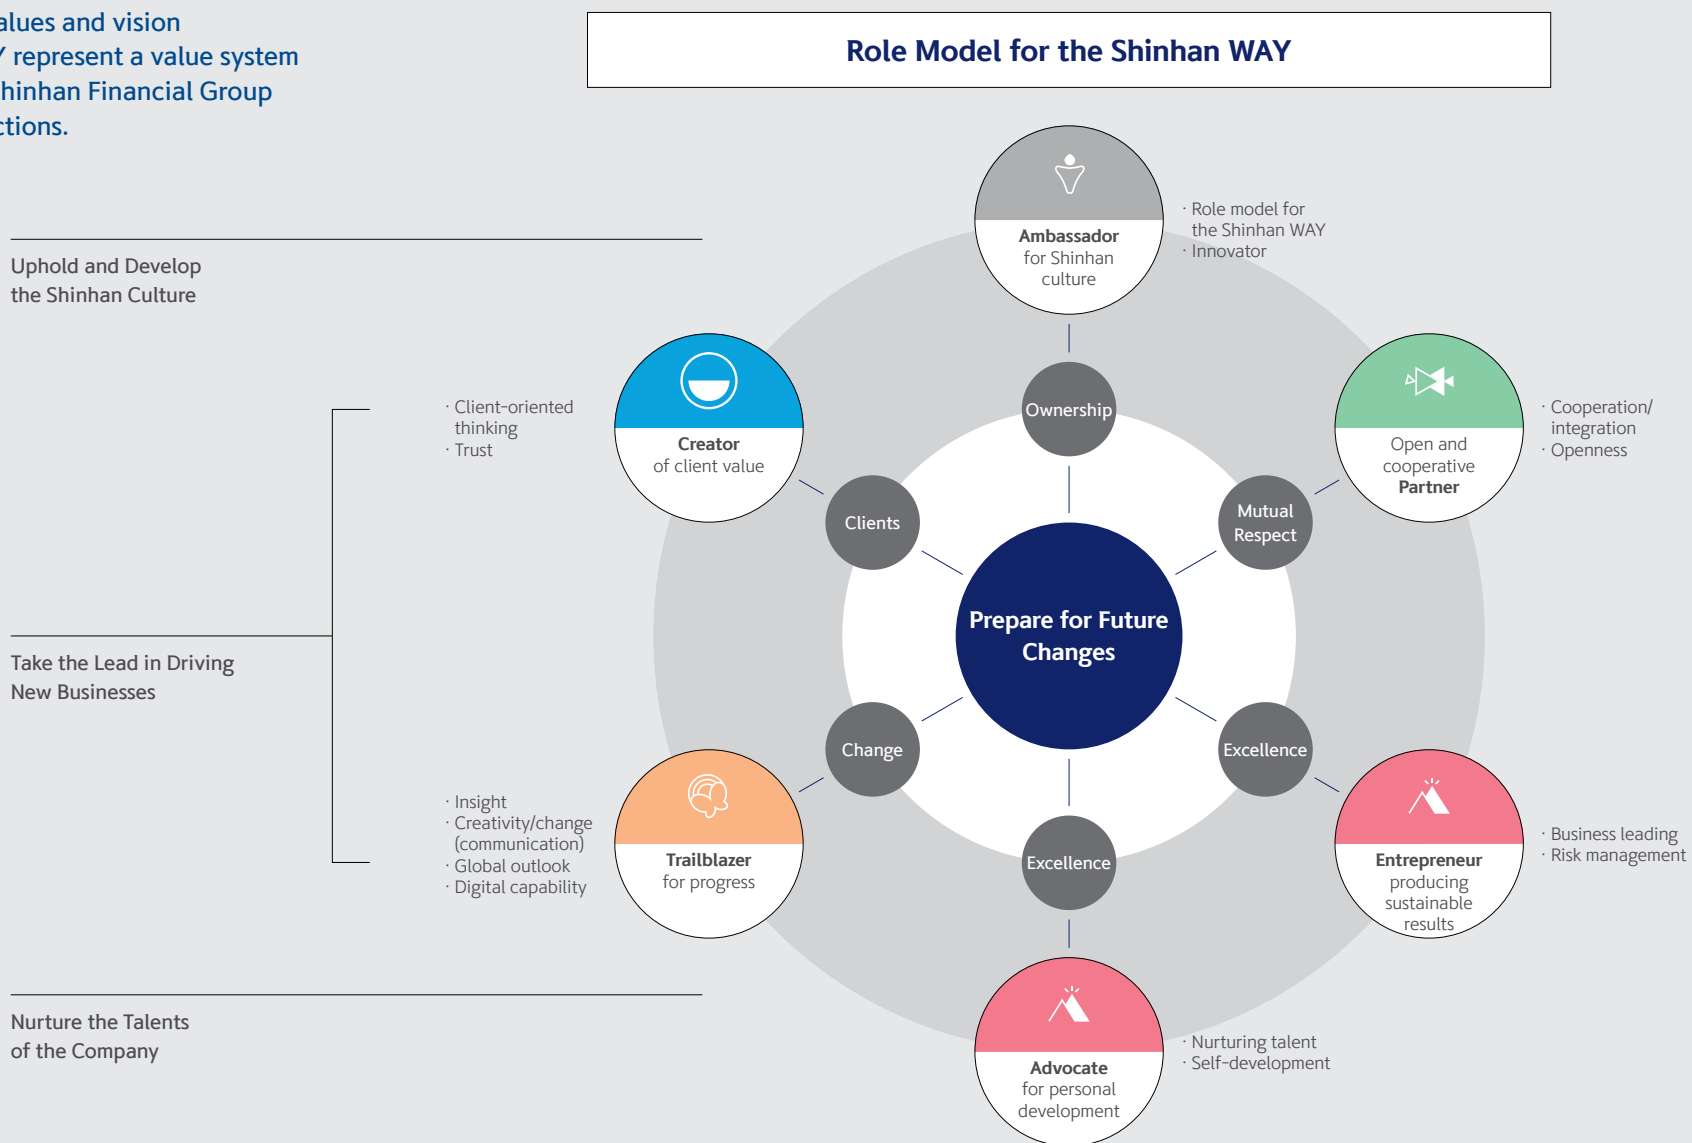 alues and vision
represent a value system
hinhan Financial Group
ctions.
Role Model for the Shinhan WAY
Uphold and Develop
the Shinhan Culture
Take the Lead in Driving
New Businesses
Nurture the Talents
of the Company
Ambassador
for Shinhan
culture
· Role model for
the Shinhan WAY
· Innovator
Ownership
· Client-oriented
thinking
· Trust
Creator
of client value
Clients
Open and
cooperative
Partner
· Cooperation/
integration
· Openness
Mutual
Respect
Prepare for Future
Changes
Change
· Insight
· Creativity/change
(communication)
· Global outlook
· Digital capability
Trailblazer
for progress
Excellence
Entrepreneur
producing
sustainable
results
· Business leading
· Risk management
Excellence
Advocate
for personal
development
· Nurturing talent
· Self-development